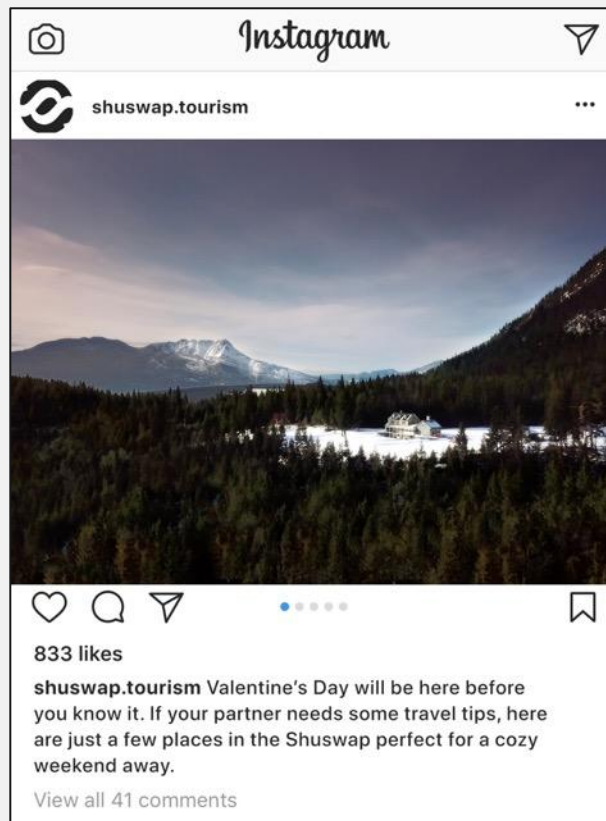 Instagram
shuswap.tourism
833 likes
shuswap.tourism Valentine's Day will be here before
you know it. If your partner needs some travel tips, here
are just a few places in the Shuswap perfect for a cozy
weekend away.
View all 41 comments